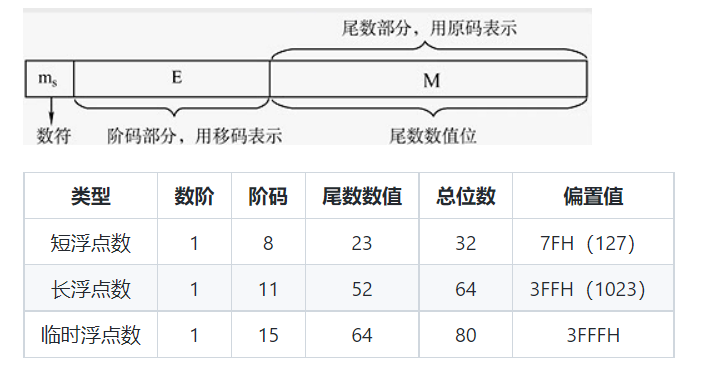 尾数部分，用原码表示
mₛ E M
数符 阶码部分，用移码表示 尾数数值位
类型 数阶 阶码 尾数数值 总位数 偏置值
短浮点数 1 8 23 32 7FH（127）
长浮点数 1 11 52 64 3FFH（1023）
临时浮点数 1 15 64 80 3FFFH